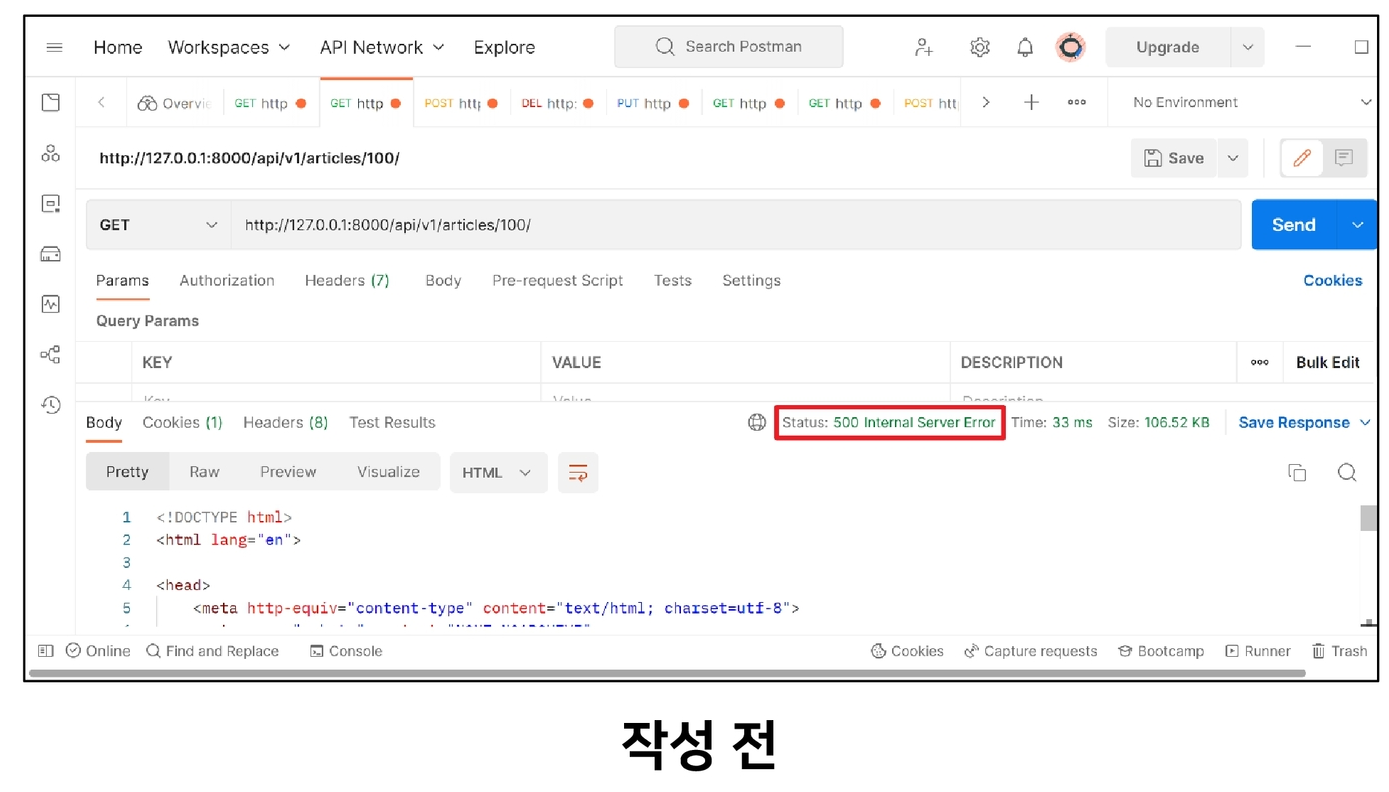 Home Workspaces API Network Explore Search Postman Upgrade
Overvie GET http GET http POST http DEL http: PUT http GET http GET http POST htt No Environment
http://127.0.0.1:8000/api/v1/articles/100/ Save
GET http://127.0.0.1:8000/api/v1/articles/100/ Send
Params Authorization Headers (7) Body Pre-request Script Tests Settings Cookies
Query Params
KEY VALUE DESCRIPTION Bulk Edit
Key Value Description
Body Cookies (1) Headers (8) Test Results Status: 500 Internal Server Error Time: 33 ms Size: 106.52 KB Save Response
Pretty Raw Preview Visualize HTML
1 <!DOCTYPE html>
2 <html lang="en">
3
4 <head>
5 <meta http-equiv="content-type" content="text/html; charset=utf-8">
Online Find and Replace Console Cookies Capture requests Bootcamp Runner Trash
작성 전